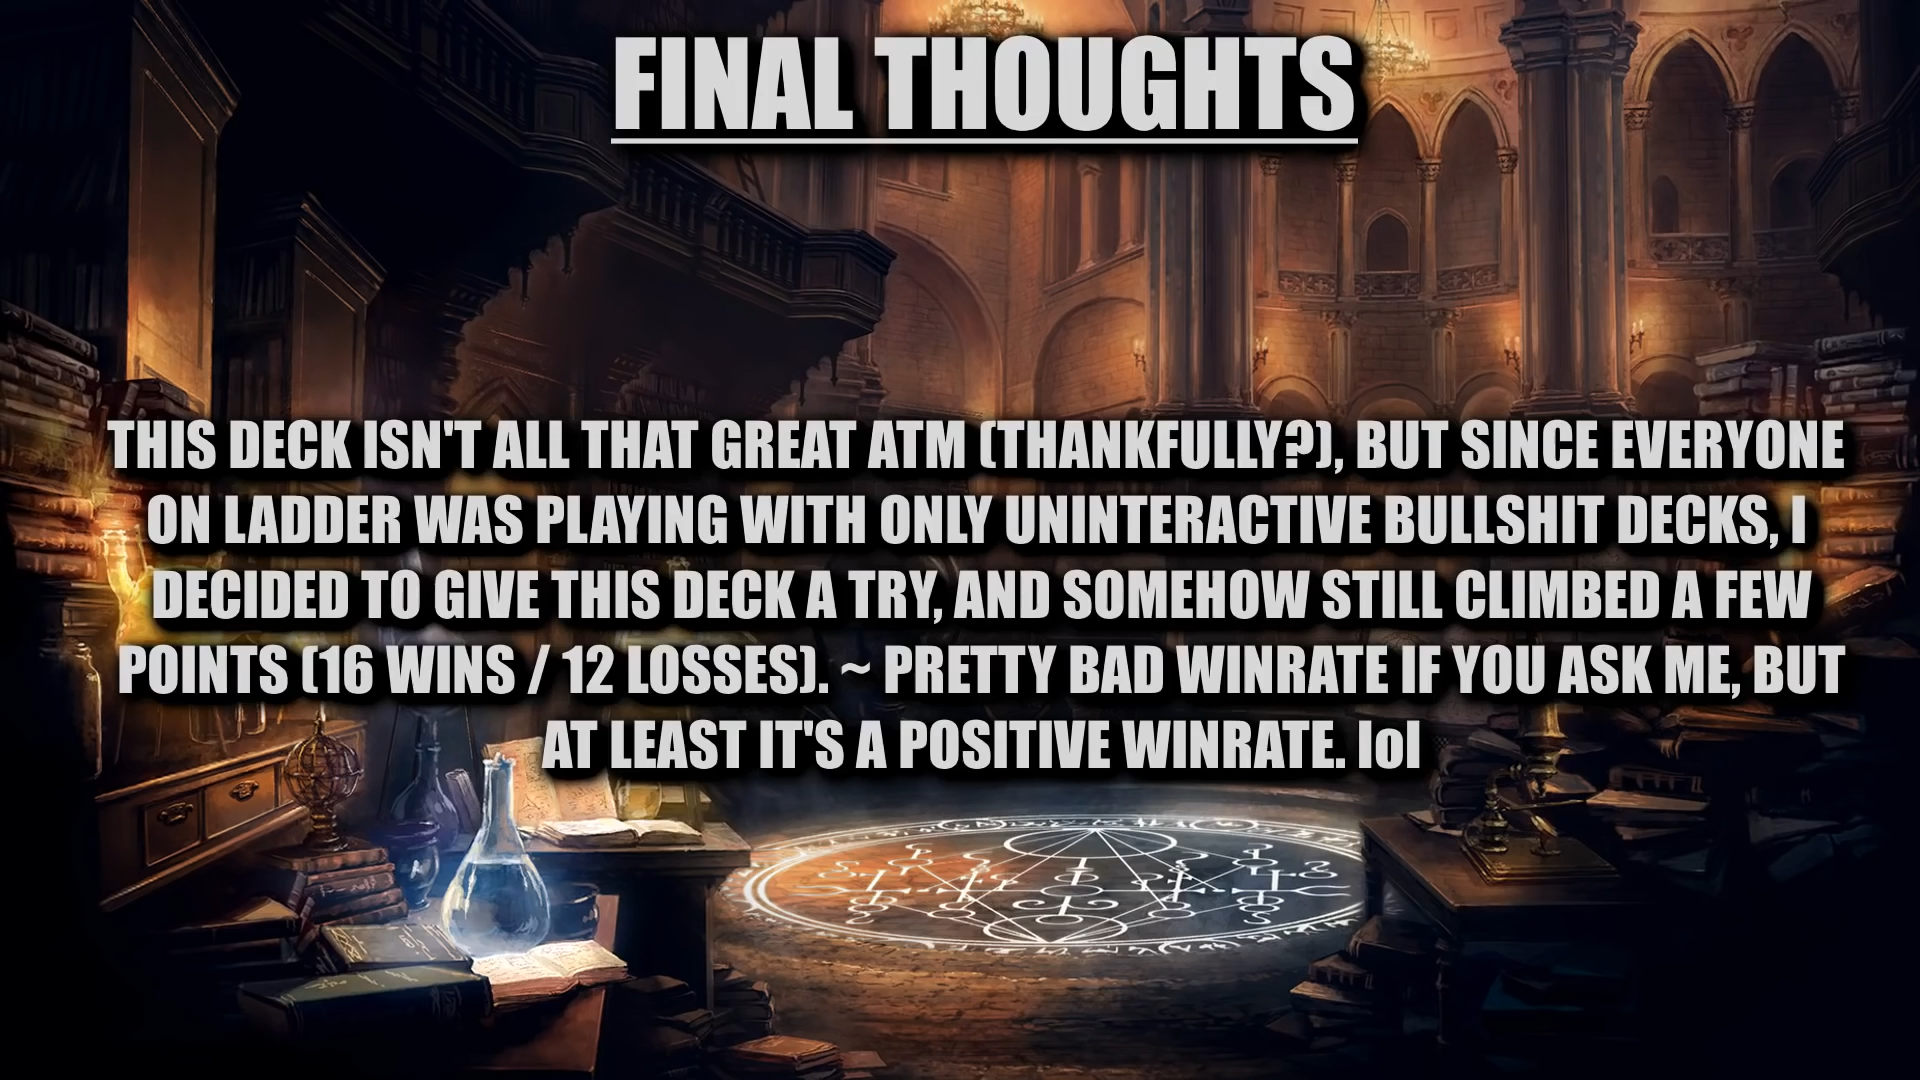 FINAL THOUGHTS
THIS DECK ISN'T ALL THAT GREAT ATM (THANKFULLY?), BUT SINCE EVERYONE
ON LADDER WAS PLAYING WITH ONLY UNINTERACTIVE BULLSHIT DECKS, I
DECIDED TO GIVE THIS DECK A TRY, AND SOMEHOW STILL CLIMBED A FEW
POINTS (16 WINS / 12 LOSSES). ~ PRETTY BAD WINRATE IF YOU ASK ME, BUT
AT LEAST IT'S A POSITIVE WINRATE. lol